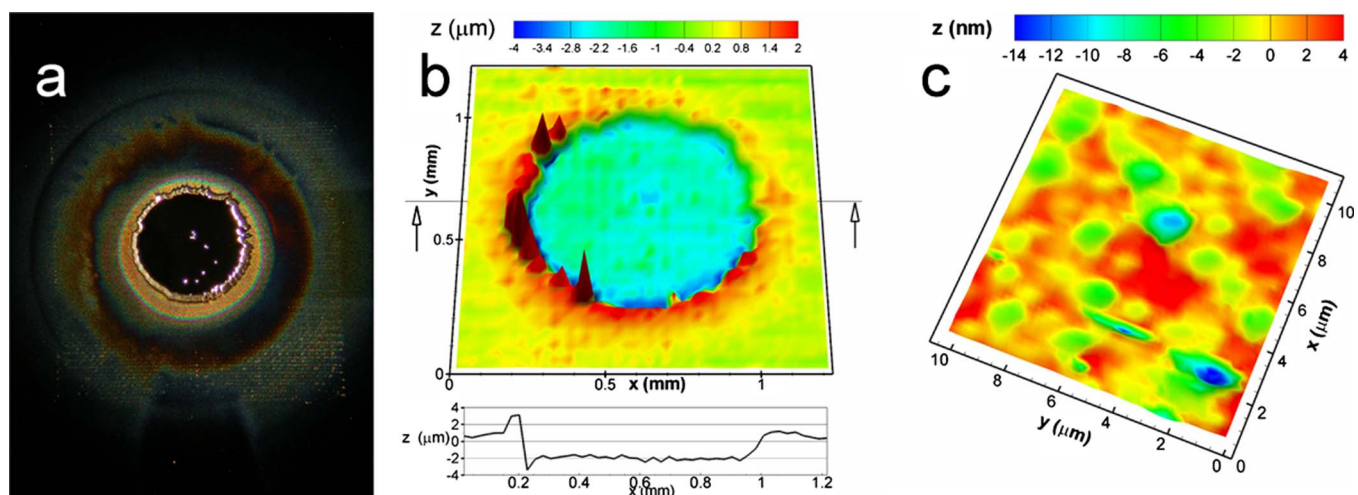 a
z (μm)
-4 -3.4 -2.8 -2.2 -1.6 -1 -0.4 0.2 0.8 1.4 2
b
1
y (mm)
0.5
0
0 0.5 1
x (mm)
4
2
z (μm) 0
-2
-4
0.2 0.4 0.6 0.8 1 1.2
x (mm)
z (nm)
-14 -12 -10 -8 -6 -4 -2 0 2 4
c
10
8
6
4
2
0
x (μm)
10
8
6
4
2
0
y (μm)